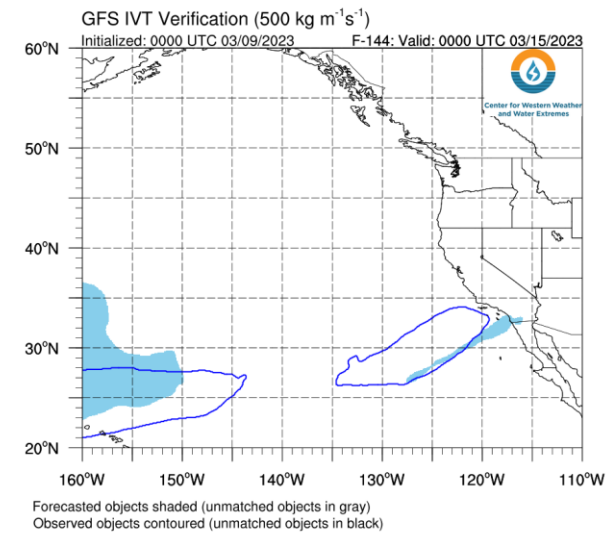 GFS IVT Verification (500 kg m⁻¹s⁻¹)
Initialized: 0000 UTC 03/09/2023 F-144: Valid: 0000 UTC 03/15/2023
60°N
Center for Western Weather
and Water Extremes
50°N
40°N
30°N
20°N
160°W 150°W 140°W 130°W 120°W 110°W
Forecasted objects shaded (unmatched objects in gray)
Observed objects contoured (unmatched objects in black)